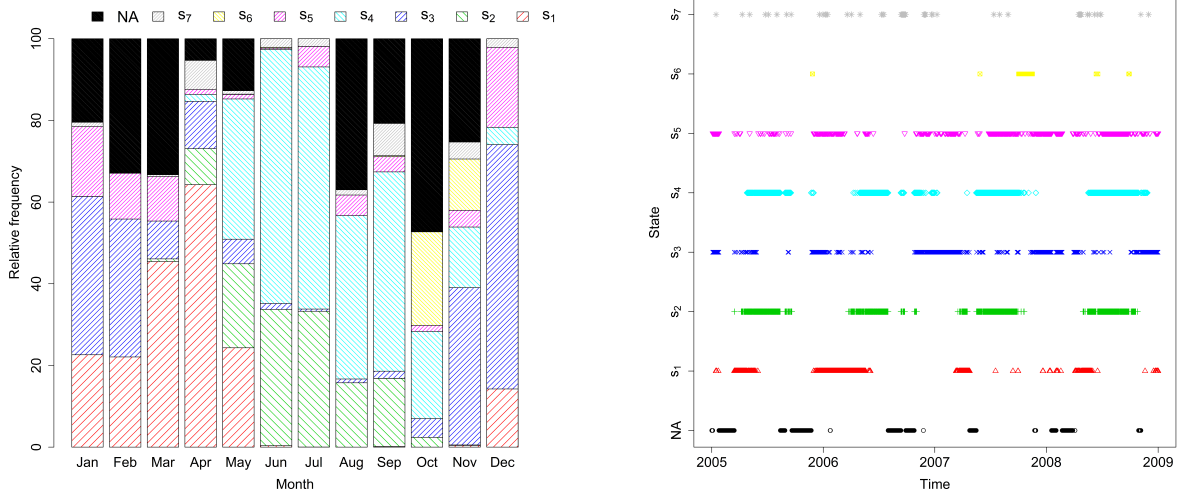 NA s7 s6 s5 s4 s3 s2 s1
Relative frequency
100
80
60
40
20
0
Jan Feb Mar Apr May Jun Jul Aug Sep Oct Nov Dec
Month
State
s7
s6
s5
s4
s3
s2
s1
NA
2005 2006 2007 2008 2009
Time